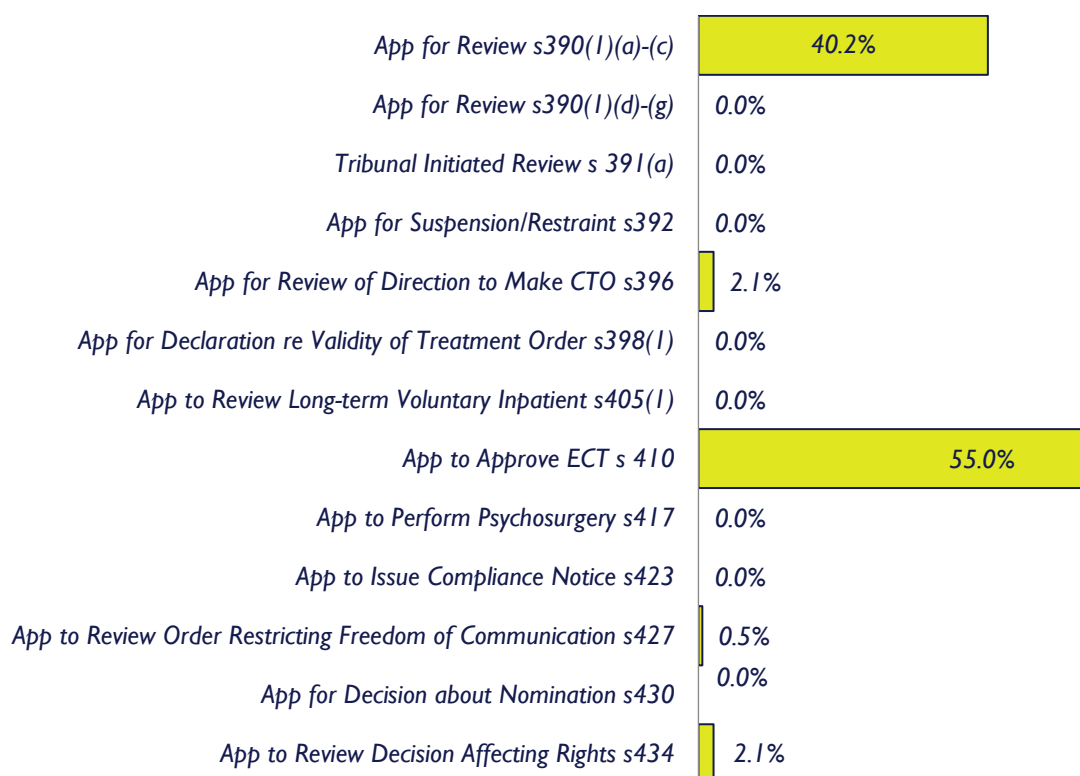 App for Review s390(1)(a)-(c) 40.2%
App for Review s390(1)(d)-(g) 0.0%
Tribunal Initiated Review s 391(a) 0.0%
App for Suspension/Restraint s392 0.0%
App for Review of Direction to Make CTO s396 2.1%
App for Declaration re Validity of Treatment Order s398(1) 0.0%
App to Review Long-term Voluntary Inpatient s405(1) 0.0%
App to Approve ECT s 410 55.0%
App to Perform Psychosurgery s417 0.0%
App to Issue Compliance Notice s423 0.0%
App to Review Order Restricting Freedom of Communication s427 0.5%
App for Decision about Nomination s430 0.0%
App to Review Decision Affecting Rights s434 2.1%